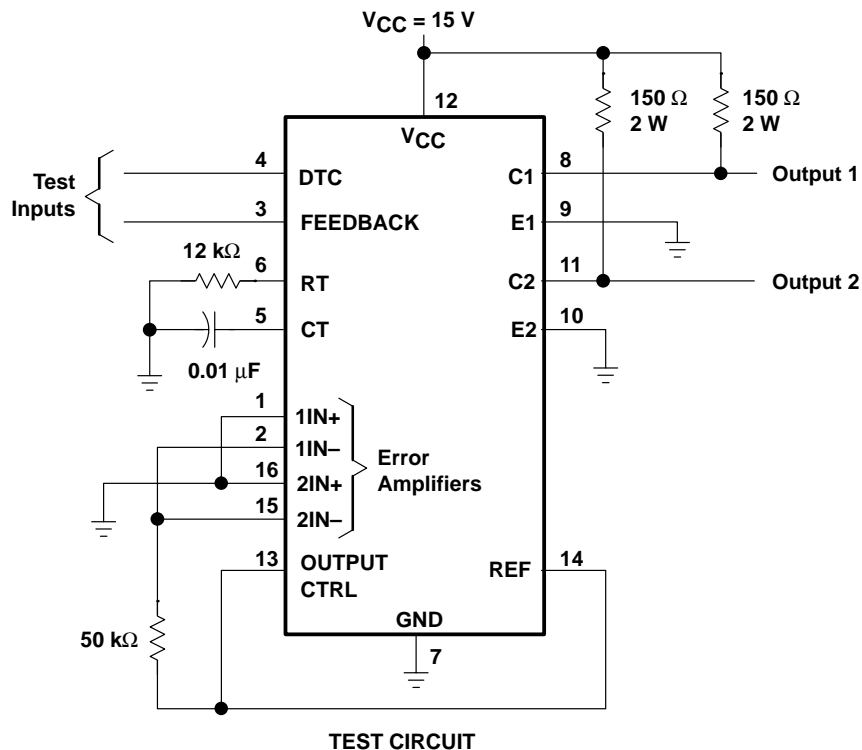 VCC = 15 V
12
VCC
150 Ω
2 W
150 Ω
2 W
Test
Inputs
4
DTC
3
FEEDBACK
12 kΩ
6
RT
5
CT
0.01 μF
1
1IN+
2
1IN–
16
2IN+
15
2IN–
Error
Amplifiers
13
OUTPUT
CTRL
50 kΩ
C1
8
Output 1
E1
9
C2
11
Output 2
E2
10
REF
14
GND
7
TEST CIRCUIT